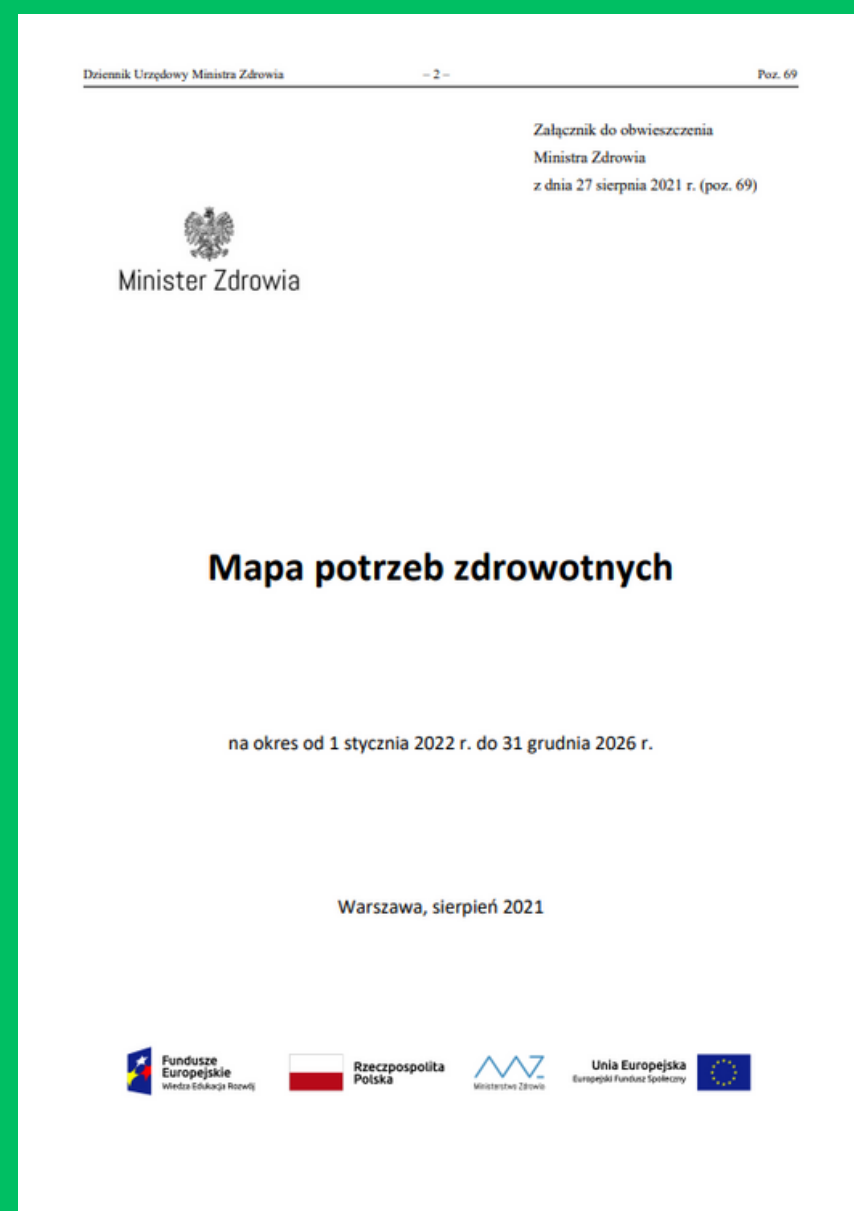 Dziennik Urzędowy Ministra Zdrowia – 2 – Poz. 69
Załącznik do obwieszczenia
Ministra Zdrowia
z dnia 27 sierpnia 2021 r. (poz. 69)
Minister Zdrowia
Mapa potrzeb zdrowotnych
na okres od 1 stycznia 2022 r. do 31 grudnia 2026 r.
Warszawa, sierpień 2021
Fundusze
Europejskie
Wiedza Edukacja Rozwój
Rzeczpospolita
Polska
Ministerstwo Zdrowia
Unia Europejska
Europejski Fundusz Społeczny